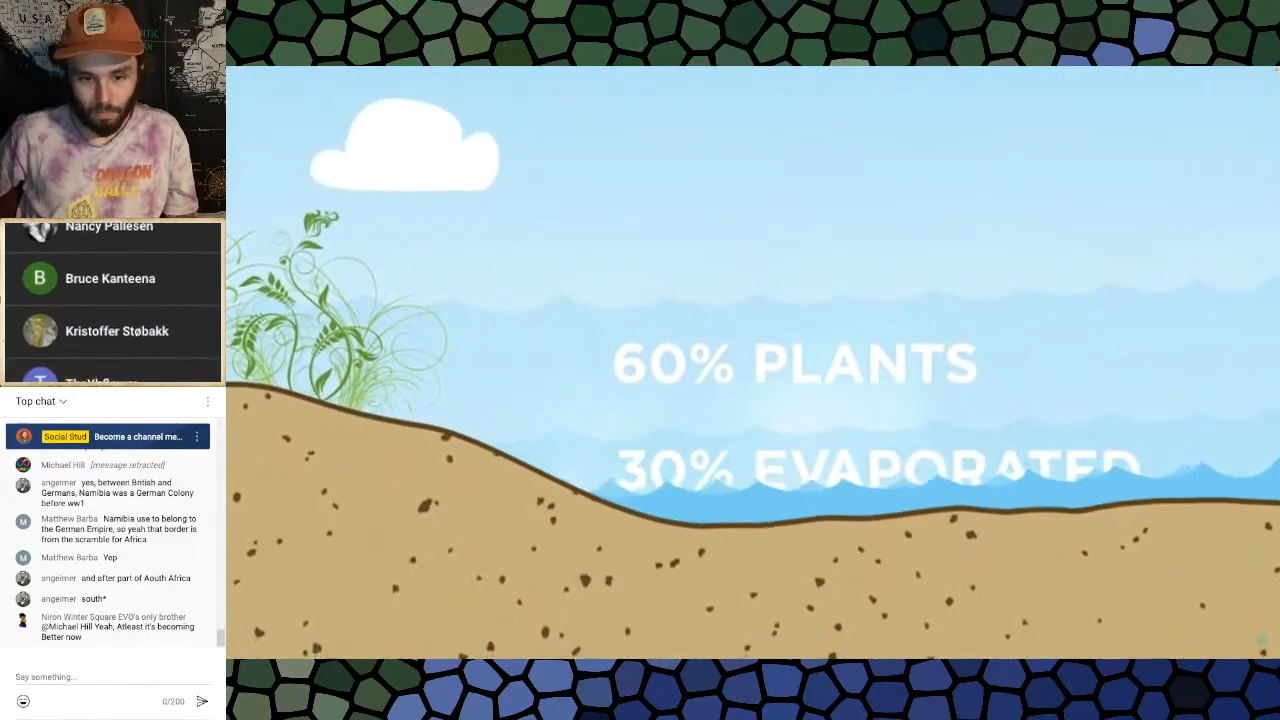 U.S.A
Nancy Pallesen
B
Bruce Kanteena
Kristoffer Støbakk
T
Top chat
Social Stud Become a channel me...
Michael Hill [message retracted]
angeimer yes, between British and
Germans, Namibia was a German Colony
before ww1
M Matthew Barba Namibia use to belong to
the German Empire, so yeah that border is
from the scramble for Africa
M Matthew Barba Yep
angeimer and after part of Aouth Africa
angeimer south*
Niron Winter Square EVO's only brother
@Michael Hill Yeah, Atleast it's becoming
Better now
Say something...
0/200
60% PLANTS
30% EVAPORATED